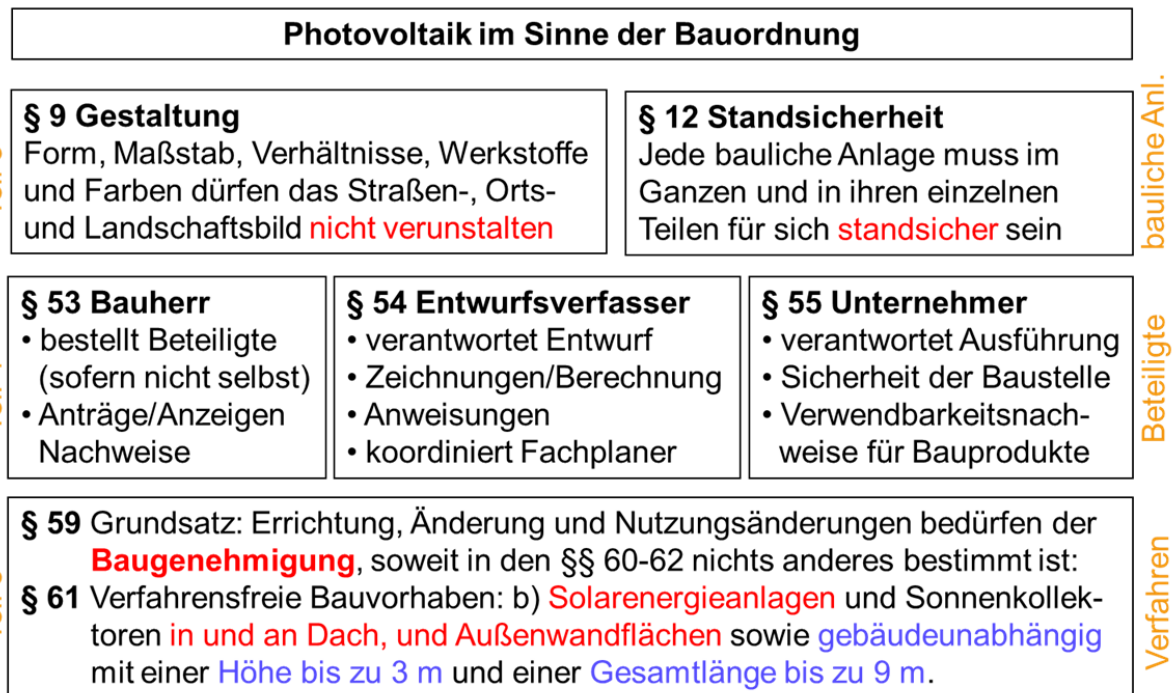 Photovoltaik im Sinne der Bauordnung
§ 9 Gestaltung
Form, Maßstab, Verhältnisse, Werkstoffe
und Farben dürfen das Straßen-, Orts-
und Landschaftsbild nicht verunstalten
§ 12 Standsicherheit
Jede bauliche Anlage muss im
Ganzen und in ihren einzelnen
Teilen für sich standsicher sein
bauliche Anl.
§ 53 Bauherr
• bestellt Beteiligte
(sofern nicht selbst)
• Anträge/Anzeigen
Nachweise
§ 54 Entwurfsverfasser
• verantwortet Entwurf
• Zeichnungen/Berechnung
• Anweisungen
• koordiniert Fachplaner
§ 55 Unternehmer
• verantwortet Ausführung
• Sicherheit der Baustelle
• Verwendbarkeitsnach-
weise für Bauprodukte
Beteiligte
§ 59 Grundsatz: Errichtung, Änderung und Nutzungsänderungen bedürfen der
Baugenehmigung, soweit in den §§ 60-62 nichts anderes bestimmt ist:
§ 61 Verfahrensfreie Bauvorhaben: b) Solarenergieanlagen und Sonnenkollek-
toren in und an Dach, und Außenwandflächen sowie gebäudeunabhängig
mit einer Höhe bis zu 3 m und einer Gesamtlänge bis zu 9 m.
Verfahren